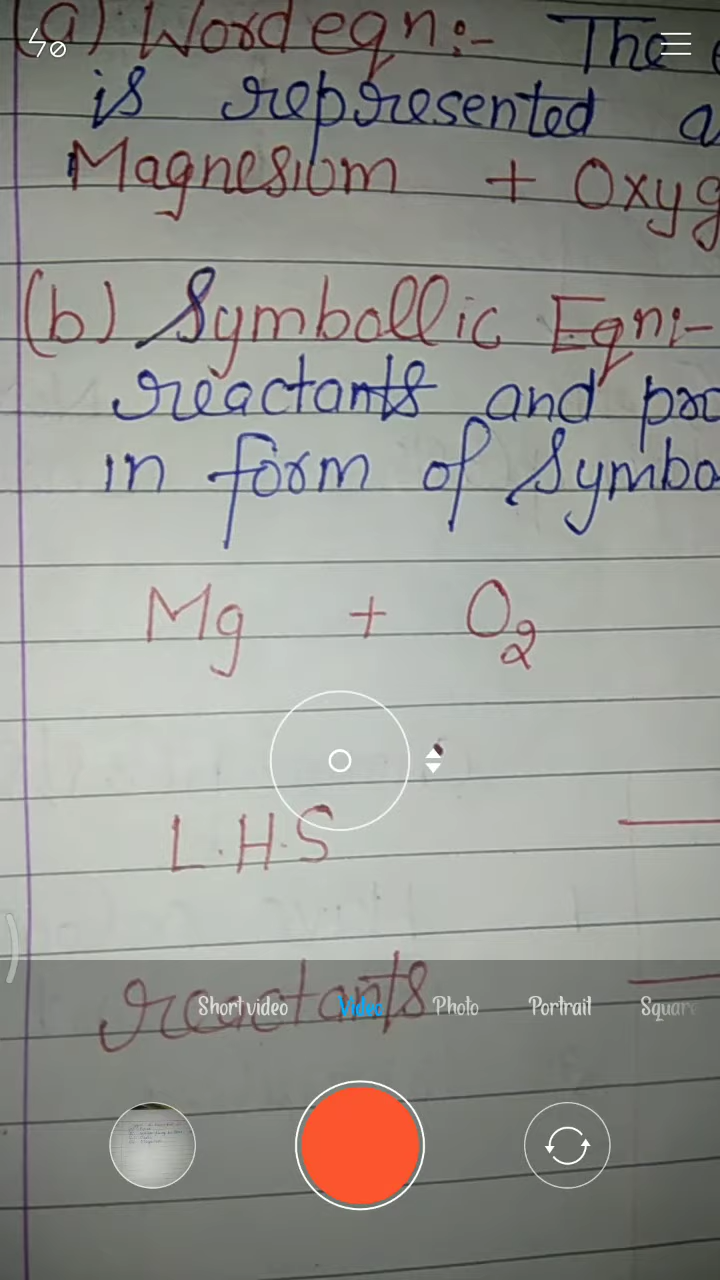 (a) Word eqn:- The
is represented
Magnesium + Oxyg
(b) Symbollic Eqn:-
reactants and pro
in form of Symbo
Mg + O2
L.H.S
reactants
Short video Video Photo Portrait Square